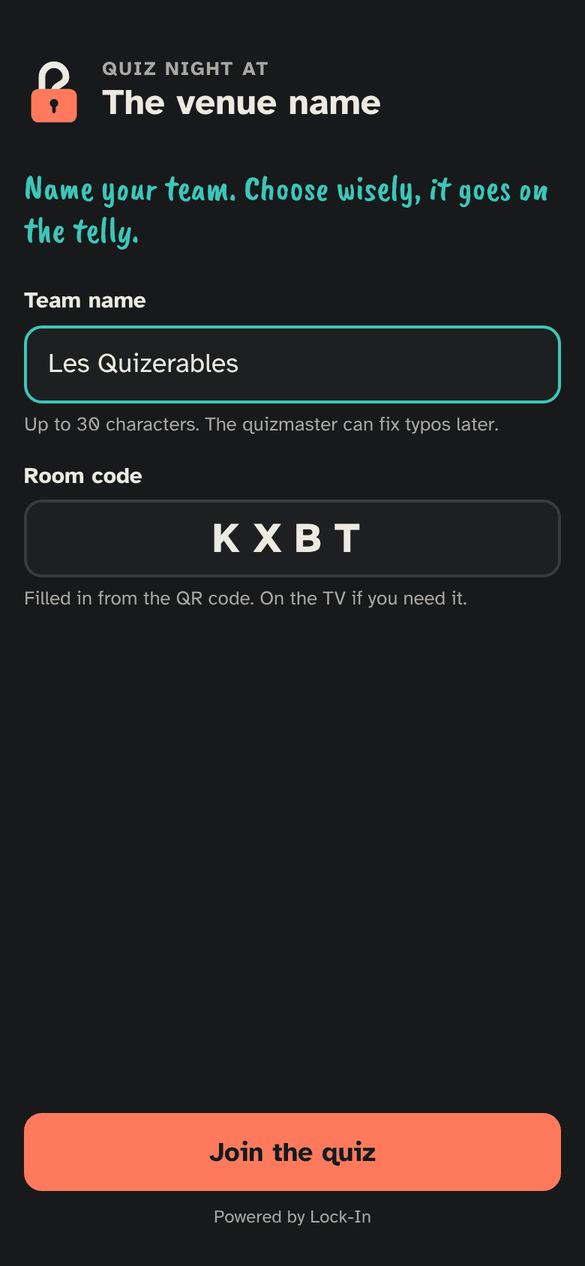 QUIZ NIGHT AT
The venue name
Name your team. Choose wisely, it goes on
the telly.
Team name
Les Quizerables
Up to 30 characters. The quizmaster can fix typos later.
Room code
K X B T
Filled in from the QR code. On the TV if you need it.
Join the quiz
Powered by Lock-In